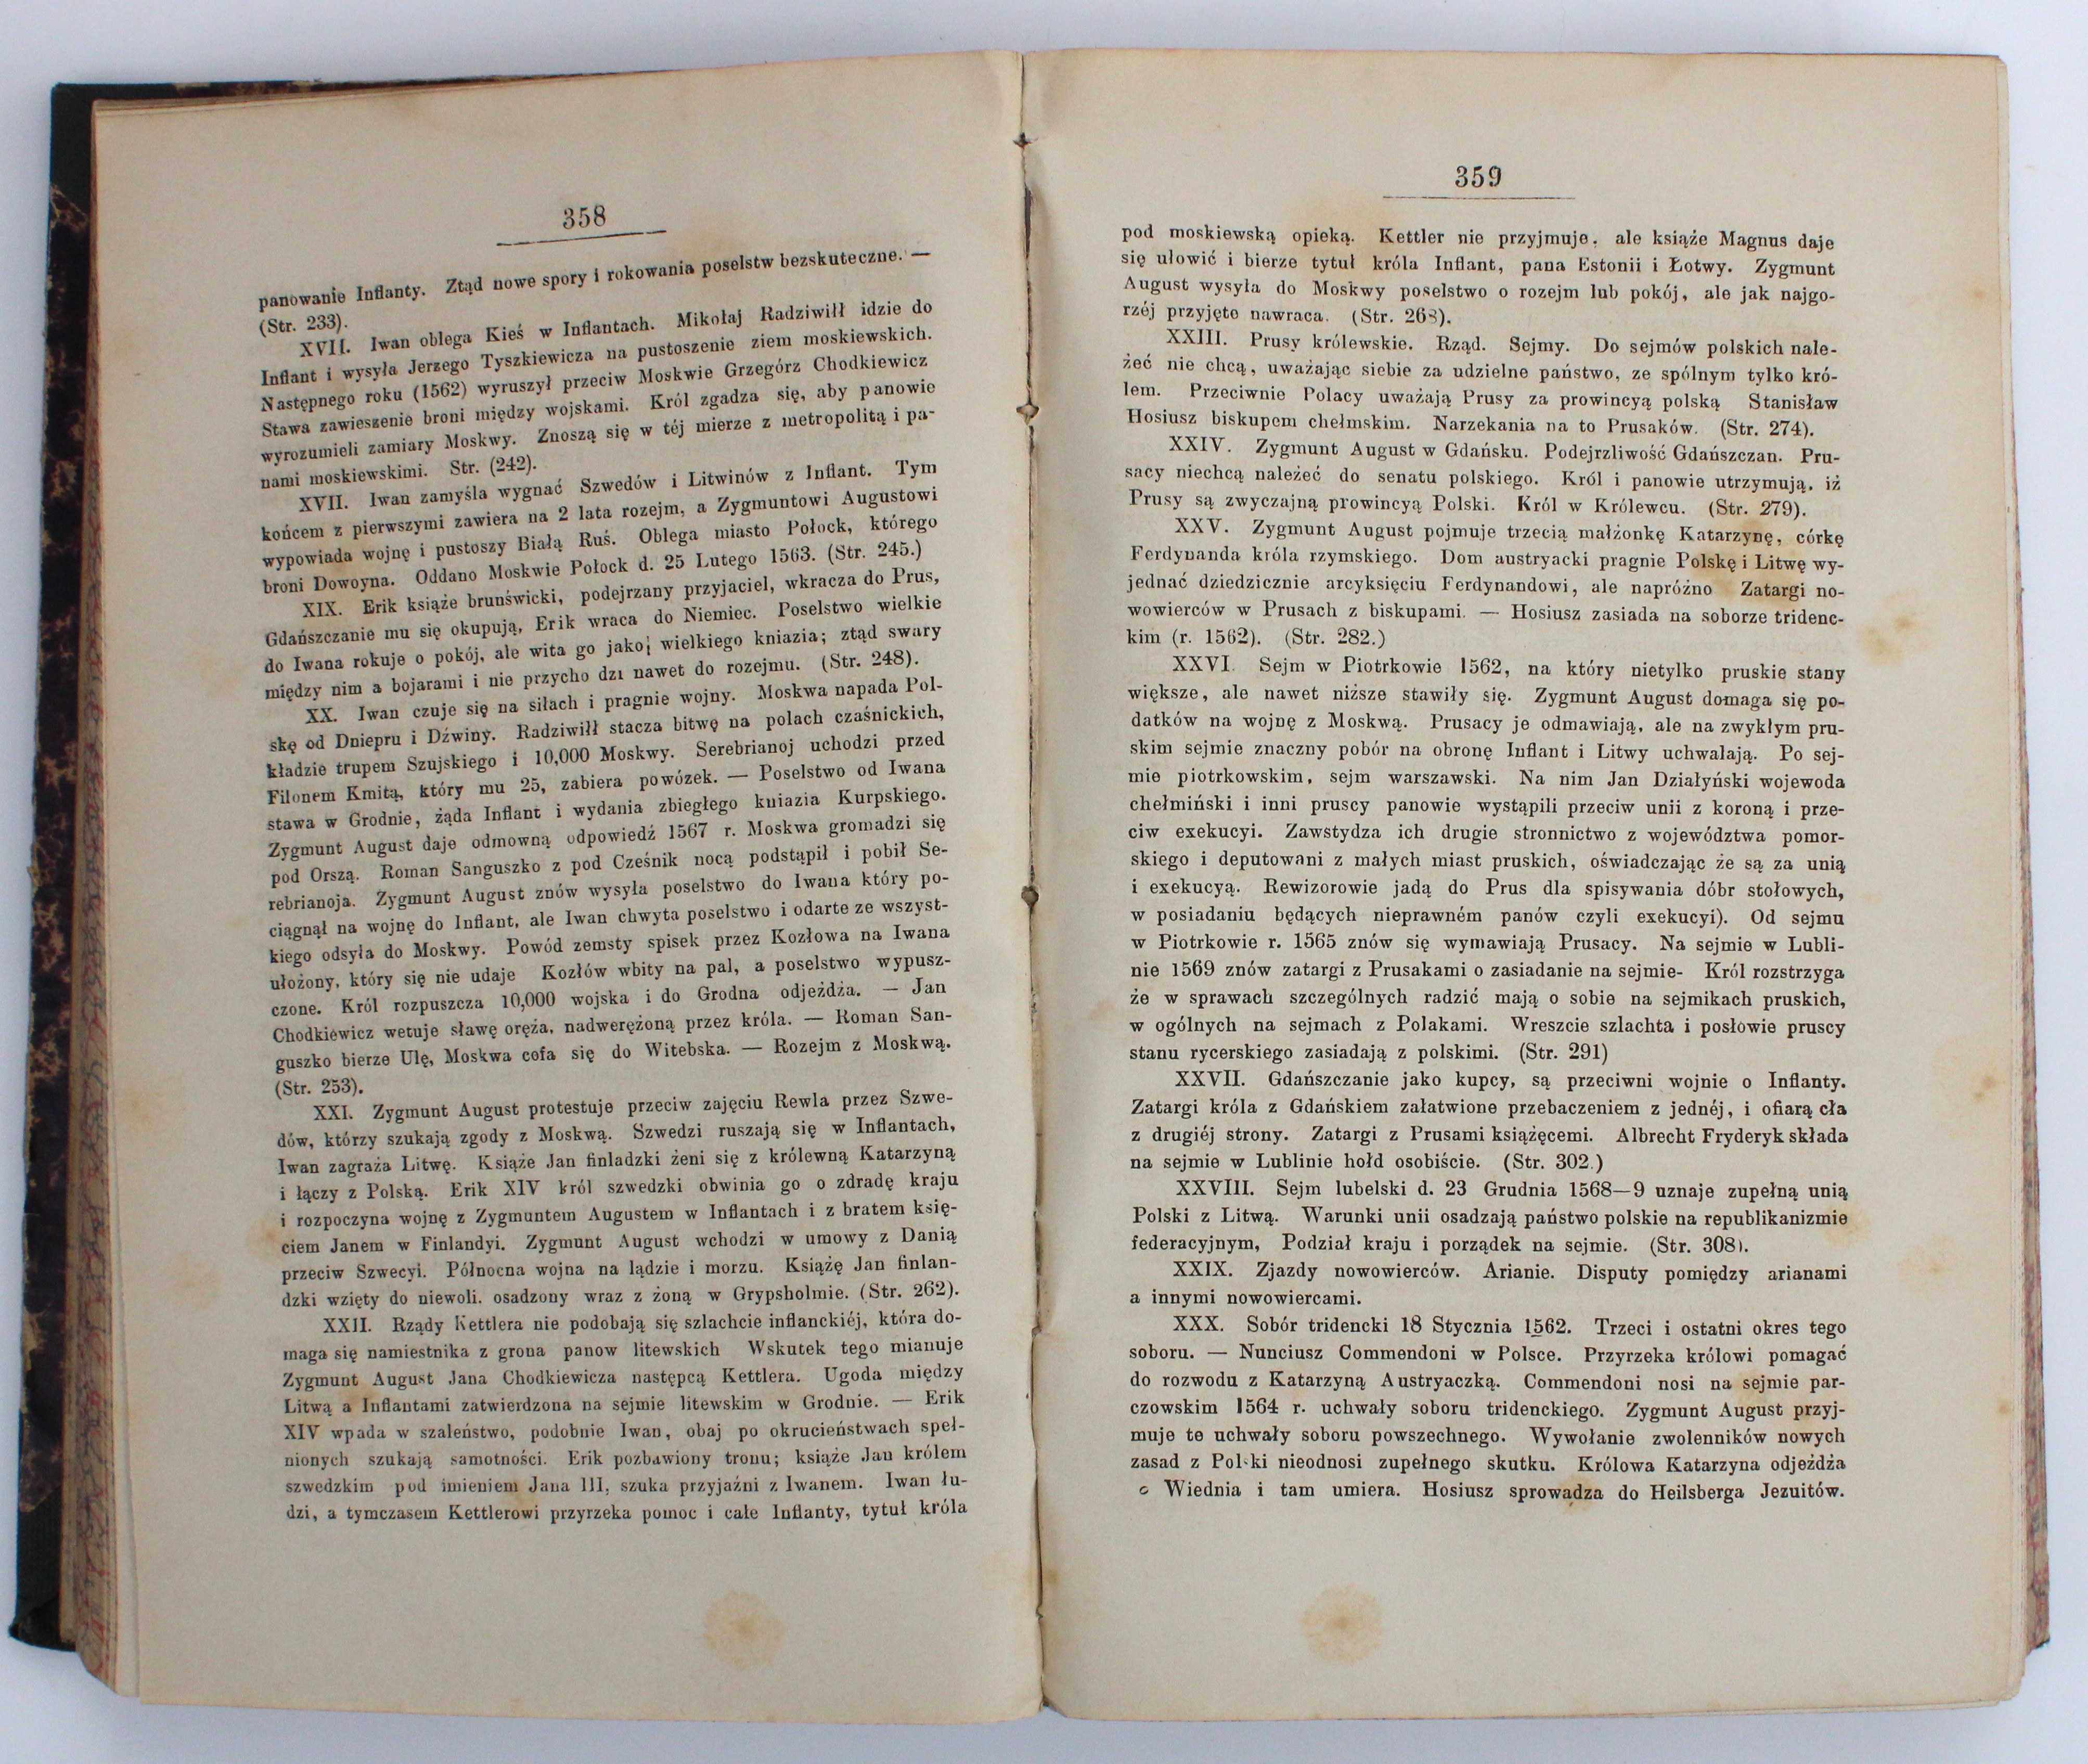 358
panowanie Inflanty. Ztąd nowe spory i rokowania poselstw bezskuteczne. —
(Str. 233).
XVII. Iwan oblega Kieś w Inflantach. Mikołaj Radziwiłł idzie do
Inflant i wysyła Jerzego Tyszkiewicza na pustoszenie ziem moskiewskich.
Następnego roku (1562) wyruszył przeciw Moskwie Grzegórz Chodkiewicz
Stawa zawieszenie broni między wojskami. Król zgadza się, aby panowie
wyrozumieli zamiary Moskwy. Znoszą się w téj mierze z metropolitą i pa-
nami moskiewskimi. Str. (242).
XVII. Iwan zamyśla wygnać Szwedów i Litwinów z Inflant. Tym
końcem z pierwszymi zawiera na 2 lata rozejm, a Zygmuntowi Augustowi
wypowiada wojnę i pustoszy Białą Ruś. Oblega miasto Połock, którego
broni Dowoyna. Oddano Moskwie Połock d. 25 Lutego 1563. (Str. 245.)
XIX. Erik książe brunświcki, podejrzany przyjaciel, wkracza do Prus,
Gdańszczanie mu się okupują, Erik wraca do Niemiec. Poselstwo wielkie
do Iwana rokuje o pokój, ale wita go jako wielkiego kniazia; ztąd swary
między nim a bojarami i nie przycho dzi nawet do rozejmu. (Str. 248).
XX. Iwan czuje się na siłach i pragnie wojny. Moskwa napada Pol-
skę od Dniepru i Dźwiny. Radziwiłł stacza bitwę na polach czaśnickich,
kładzie trupem Szujskiego i 10,000 Moskwy. Serebrianoj uchodzi przed
Filonem Kmitą, który mu 25, zabiera powózek. — Poselstwo od Iwana
stawa w Grodnie, żąda Inflant i wydania zbiegłego kniazia Kurpskiego.
Zygmunt August daje odmowną odpowiedź 1567 r. Moskwa gromadzi się
pod Orszą. Roman Sanguszko z pod Cześnik nocą podstąpił i pobił Se-
rebrianoja. Zygmunt August znów wysyła poselstwo do Iwana który po-
ciągnął na wojnę do Inflant, ale Iwan chwyta poselstwo i odarte ze wszyst-
kiego odsyła do Moskwy. Powód zemsty spisek przez Kozłowa na Iwana
ułożony, który się nie udaje Kozłów wbity na pal, a poselstwo wypusz-
czone. Król rozpuszcza 10,000 wojska i do Grodna odjeżdża. — Jan
Chodkiewicz wetuje sławę oręża, nadwerężoną przez króla. — Roman San-
guszko bierze Ulę, Moskwa cofa się do Witebska. — Rozejm z Moskwą.
(Str. 253).
XXI. Zygmunt August protestuje przeciw zajęciu Rewla przez Szwe-
dów, którzy szukają zgody z Moskwą. Szwedzi ruszają się w Inflantach,
Iwan zagraża Litwę. Książe Jan finladzki żeni się z królewną Katarzyną
i łączy z Polską. Erik XIV król szwedzki obwinia go o zdradę kraju
i rozpoczyna wojnę z Zygmuntem Augustem w Inflantach i z bratem księ-
ciem Janem w Finlandyi. Zygmunt August wchodzi w umowy z Danią
przeciw Szwecyi. Północna wojna na lądzie i morzu. Książę Jan finlan-
dzki wzięty do niewoli. osadzony wraz z żoną w Grypsholmie. (Str. 262).
XXII. Rządy Kettlera nie podobają się szlachcie inflanckiéj, która do-
maga się namiestnika z grona panow litewskich Wskutek tego mianuje
Zygmunt August Jana Chodkiewicza następcą Kettlera. Ugoda między
Litwą a Inflantami zatwierdzona na sejmie litewskim w Grodnie. — Erik
XIV wpada w szaleństwo, podobnie Iwan, obaj po okrucieństwach speł-
nionych szukają samotności. Erik pozbawiony tronu; książe Jan królem
szwedzkim pod imieniem Jana III, szuka przyjaźni z Iwanem. Iwan łu-
dzi, a tymczasem Kettlerowi przyrzeka pomoc i całe Inflanty, tytuł króla
359
pod moskiewską opieką. Kettler nie przyjmuje, ale książe Magnus daje
się ułowić i bierze tytuł króla Inflant, pana Estonii i Łotwy. Zygmunt
August wysyła do Moskwy poselstwo o rozejm lub pokój, ale jak najgo-
rzéj przyjęte nawraca. (Str. 268).
XXIII. Prusy królewskie. Rząd. Sejmy. Do sejmów polskich nale-
żeć nie chcą, uważając siebie za udzielne państwo, ze spólnym tylko kró-
lem. Przeciwnie Polacy uważają Prusy za prowincyą polską Stanisław
Hosiusz biskupem chełmskim. Narzekania na to Prusaków. (Str. 274).
XXIV. Zygmunt August w Gdańsku. Podejrzliwość Gdańszczan. Pru-
sacy niechcą należeć do senatu polskiego. Król i panowie utrzymują, iż
Prusy są zwyczajną prowincyą Polski. Król w Królewcu. (Str. 279).
XXV. Zygmunt August pojmuje trzecią małżonkę Katarzynę, córkę
Ferdynanda króla rzymskiego. Dom austryacki pragnie Polskę i Litwę wy-
jednać dziedzicznie arcyksięciu Ferdynandowi, ale napróżno Zatargi no-
wowierców w Prusach z biskupami. — Hosiusz zasiada na soborze tridenc-
kim (r. 1562). (Str. 282.)
XXVI. Sejm w Piotrkowie 1562, na który nietylko pruskie stany
większe, ale nawet niższe stawiły się. Zygmunt August domaga się po-
datków na wojnę z Moskwą. Prusacy je odmawiają, ale na zwykłym pru-
skim sejmie znaczny pobór na obronę Inflant i Litwy uchwalają. Po sej-
mie piotrkowskim, sejm warszawski. Na nim Jan Działyński wojewoda
chełmiński i inni pruscy panowie wystąpili przeciw unii z koroną i prze-
ciw exekucyi. Zawstydza ich drugie stronnictwo z województwa pomor-
skiego i deputowani z małych miast pruskich, oświadczając że są za unią
i exekucyą. Rewizorowie jadą do Prus dla spisywania dóbr stołowych,
w posiadaniu będących nieprawném panów czyli exekucyi). Od sejmu
w Piotrkowie r. 1565 znów się wymawiają Prusacy. Na sejmie w Lubli-
nie 1569 znów zatargi z Prusakami o zasiadanie na sejmie- Król rozstrzyga
że w sprawach szczególnych radzić mają o sobie na sejmikach pruskich,
w ogólnych na sejmach z Polakami. Wreszcie szlachta i posłowie pruscy
stanu rycerskiego zasiadają z polskimi. (Str. 291)
XXVII. Gdańszczanie jako kupcy, są przeciwni wojnie o Inflanty.
Zatargi króla z Gdańskiem załatwione przebaczeniem z jednéj, i ofiarą cła
z drugiéj strony. Zatargi z Prusami książęcemi. Albrecht Fryderyk składa
na sejmie w Lublinie hołd osobiście. (Str. 302.)
XXVIII. Sejm lubelski d. 23 Grudnia 1568—9 uznaje zupełną unią
Polski z Litwą. Warunki unii osadzają państwo polskie na republikanizmie
federacyjnym, Podział kraju i porządek na sejmie. (Str. 308).
XXIX. Zjazdy nowowierców. Arianie. Disputy pomiędzy arianami
a innymi nowowiercami.
XXX. Sobór tridencki 18 Stycznia 1562. Trzeci i ostatni okres tego
soboru. — Nunciusz Commendoni w Polsce. Przyrzeka królowi pomagać
do rozwodu z Katarzyną Austryaczką. Commendoni nosi na sejmie par-
czowskim 1564 r. uchwały soboru tridenckiego. Zygmunt August przyj-
muje te uchwały soboru powszechnego. Wywołanie zwolenników nowych
zasad z Polski nieodnosi zupełnego skutku. Królowa Katarzyna odjeżdża
o Wiednia i tam umiera. Hosiusz sprowadza do Heilsberga Jezuitów.